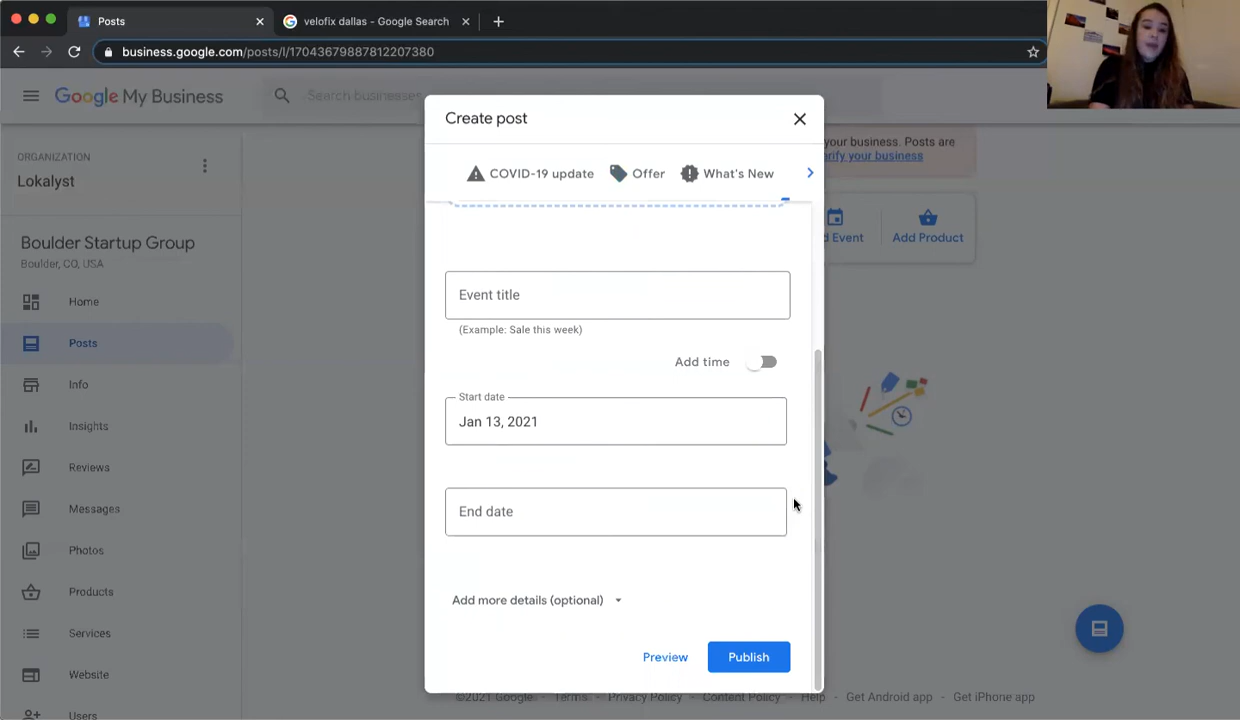 Posts
velofix dallas - Google Search
business.google.com/posts/l/17043679887812207380
Google My Business
Search businesses
ORGANIZATION
Lokalyst
Boulder Startup Group
Boulder, CO, USA
Home
Posts
Info
Insights
Reviews
Messages
Photos
Products
Services
Website
Users
your business. Posts are
verify your business
Event
Add Product
Create post
COVID-19 update
Offer
What's New
Event title
(Example: Sale this week)
Add time
Start date
Jan 13, 2021
End date
Add more details (optional)
Preview
Publish
©2021 Google
Terms
Privacy Policy
Content Policy
Help
Get Android app
Get iPhone app